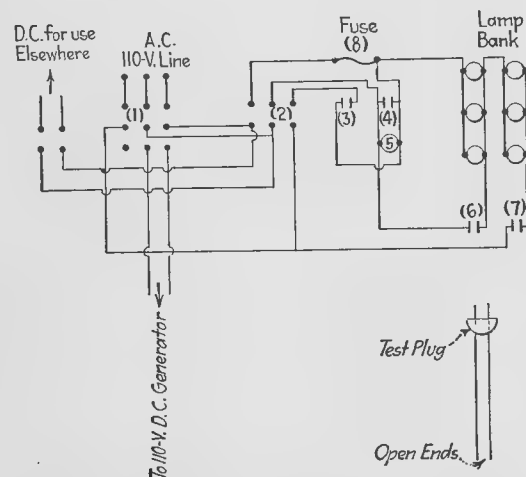 D.C. for use
Elsewhere
A.C.
110-V. Line
Fuse
(8)
Lamp
Bank
(1)
(2)
(3)
(4)
5
(6)
(7)
To 110-V. D.C. Generator
Test Plug
Open Ends